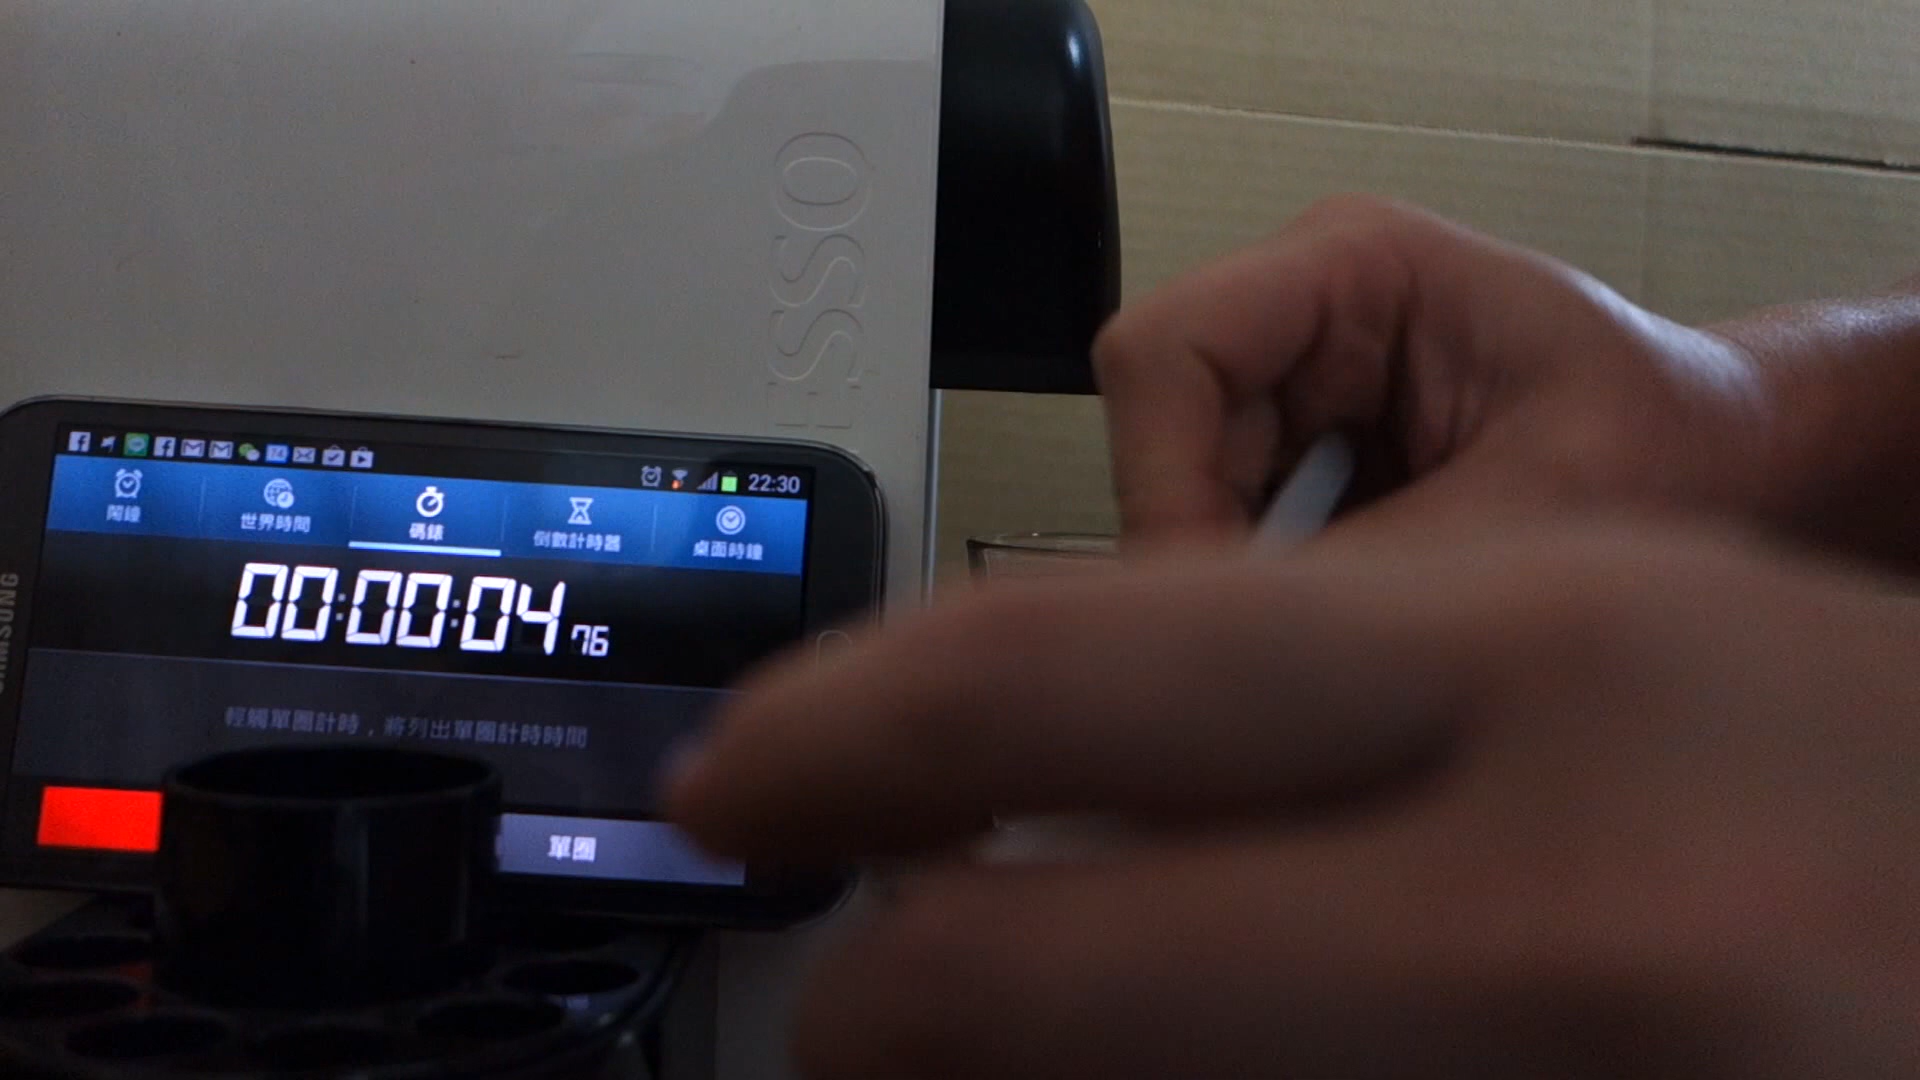 ESSO
SAMSUNG
22:30
鬧鐘
世界時間
碼錶
倒數計時器
桌面時鐘
00:00:04 76
輕觸單圈計時，將列出單圈計時時間
單圈